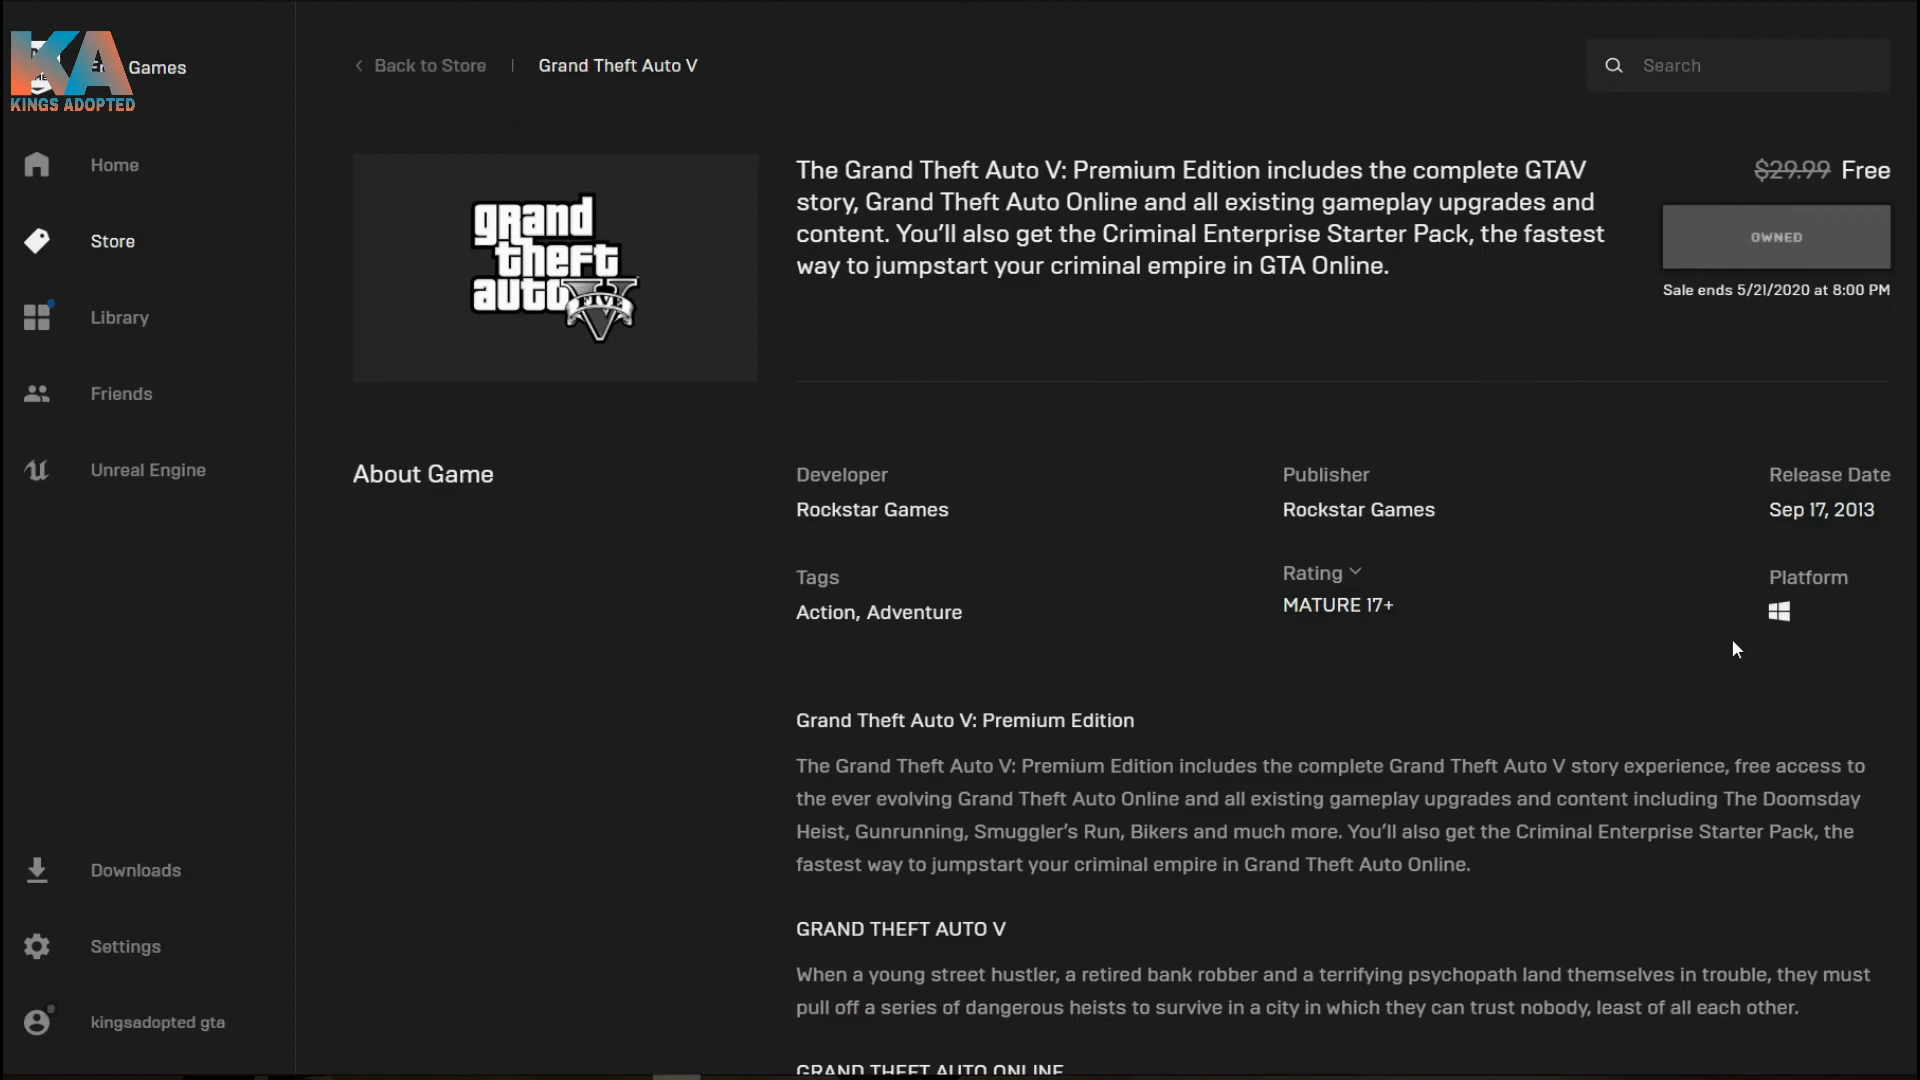 KA
KINGS ADOPTED
Games
Home
Store
Library
Friends
Unreal Engine
Downloads
Settings
kingsadopted gta
Back to Store | Grand Theft Auto V
Search
grand
theft
auto V
FIVE
The Grand Theft Auto V: Premium Edition includes the complete GTAV
story, Grand Theft Auto Online and all existing gameplay upgrades and
content. You’ll also get the Criminal Enterprise Starter Pack, the fastest
way to jumpstart your criminal empire in GTA Online.
$29.99 Free
OWNED
Sale ends 5/21/2020 at 8:00 PM
About Game
Developer
Rockstar Games
Publisher
Rockstar Games
Release Date
Sep 17, 2013
Tags
Action, Adventure
Rating
MATURE 17+
Platform
Grand Theft Auto V: Premium Edition
The Grand Theft Auto V: Premium Edition includes the complete Grand Theft Auto V story experience, free access to
the ever evolving Grand Theft Auto Online and all existing gameplay upgrades and content including The Doomsday
Heist, Gunrunning, Smuggler’s Run, Bikers and much more. You’ll also get the Criminal Enterprise Starter Pack, the
fastest way to jumpstart your criminal empire in Grand Theft Auto Online.
GRAND THEFT AUTO V
When a young street hustler, a retired bank robber and a terrifying psychopath land themselves in trouble, they must
pull off a series of dangerous heists to survive in a city in which they can trust nobody, least of all each other.
GRAND THEFT AUTO ONLINE